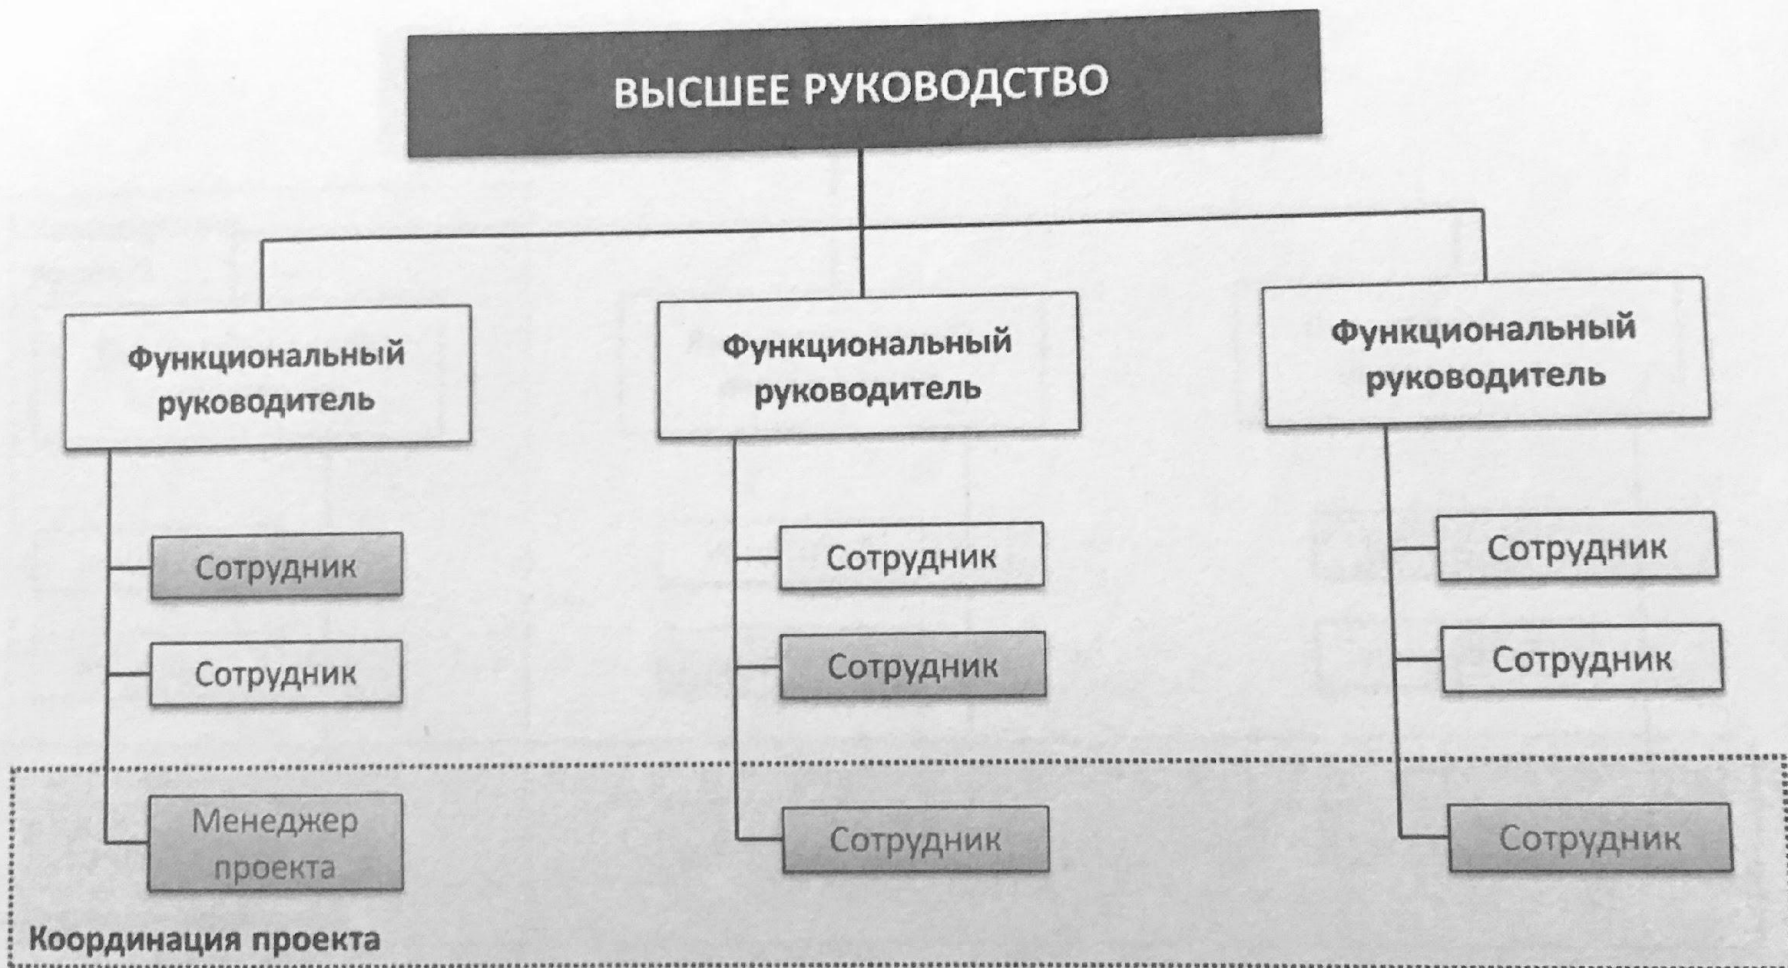 ВЫСШЕЕ РУКОВОДСТВО
Функциональный
руководитель
Функциональный
руководитель
Функциональный
руководитель
Сотрудник
Сотрудник
Менеджер
проекта
Сотрудник
Сотрудник
Сотрудник
Сотрудник
Сотрудник
Сотрудник
Координация проекта